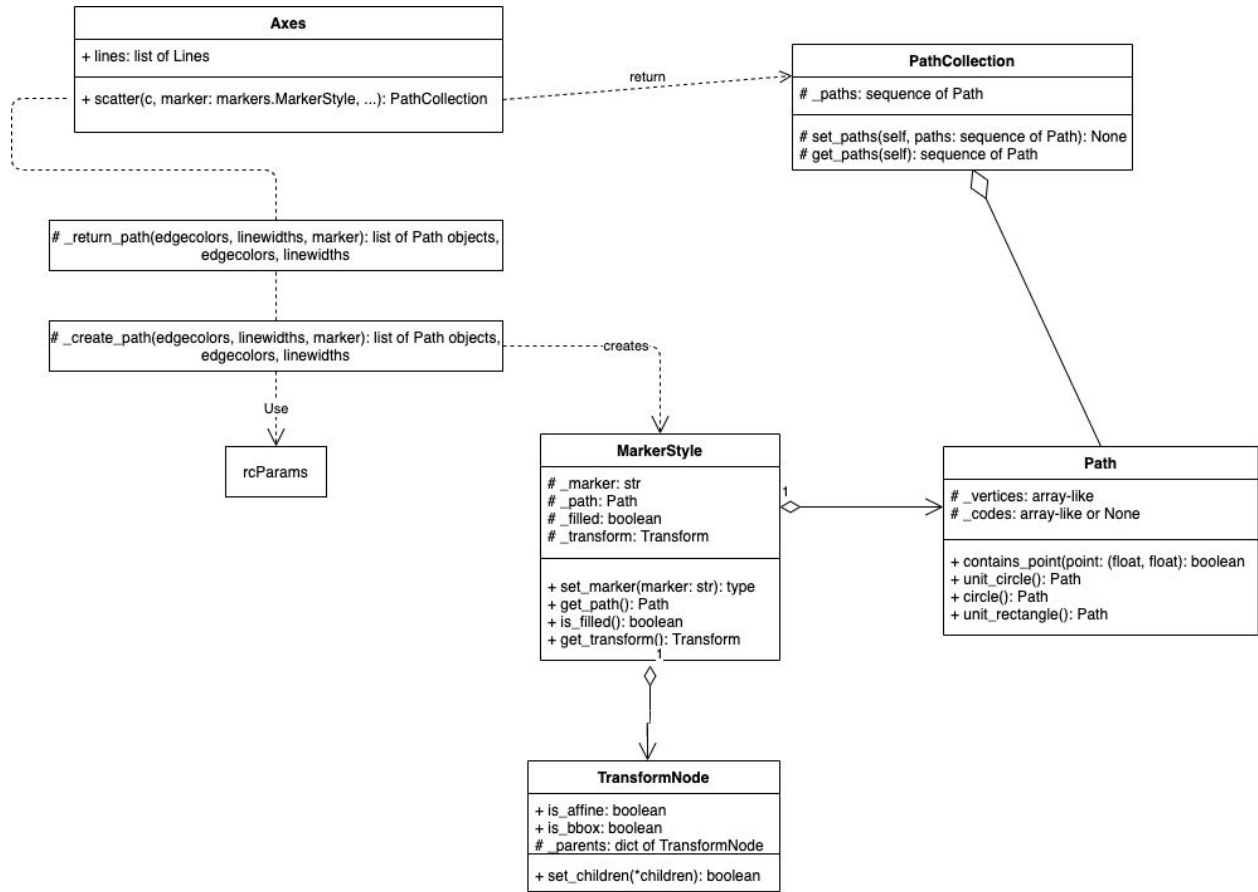 Axes
+ lines: list of Lines
+ scatter(c, marker: markers.MarkerStyle, ...): PathCollection
return
PathCollection
# _paths: sequence of Path
# set_paths(self, paths: sequence of Path): None
# get_paths(self): sequence of Path
# _return_path(edgecolors, linewidths, marker): list of Path objects,
edgecolors, linewidths
# _create_path(edgecolors, linewidths, marker): list of Path objects,
edgecolors, linewidths
creates
Use
rcParams
MarkerStyle
# _marker: str
# _path: Path
# _filled: boolean
# _transform: Transform
+ set_marker(marker: str): type
+ get_path(): Path
+ is_filled(): boolean
+ get_transform(): Transform
1
1
Path
# _vertices: array-like
# _codes: array-like or None
+ contains_point(point: (float, float): boolean
+ unit_circle(): Path
+ circle(): Path
+ unit_rectangle(): Path
TransformNode
+ is_affine: boolean
+ is_bbox: boolean
# _parents: dict of TransformNode
+ set_children(*children): boolean